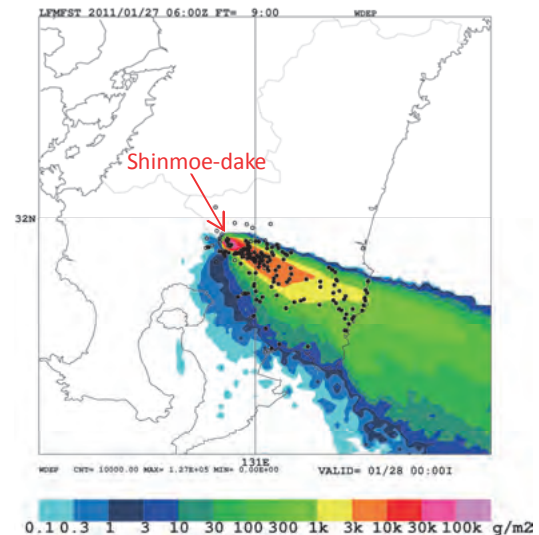 LFMFST 2011/01/27 06:00Z FT= 9:00 WDEP
Shinmoe-dake
32N
131E
WDEP CNT= 10000.00 MAX= 1.27E+05 MIN= 0.00E+00 VALID= 01/28 00:00I
0.1 0.3 1 3 10 30 100 300 1k 3k 10k 30k 100k g/m2